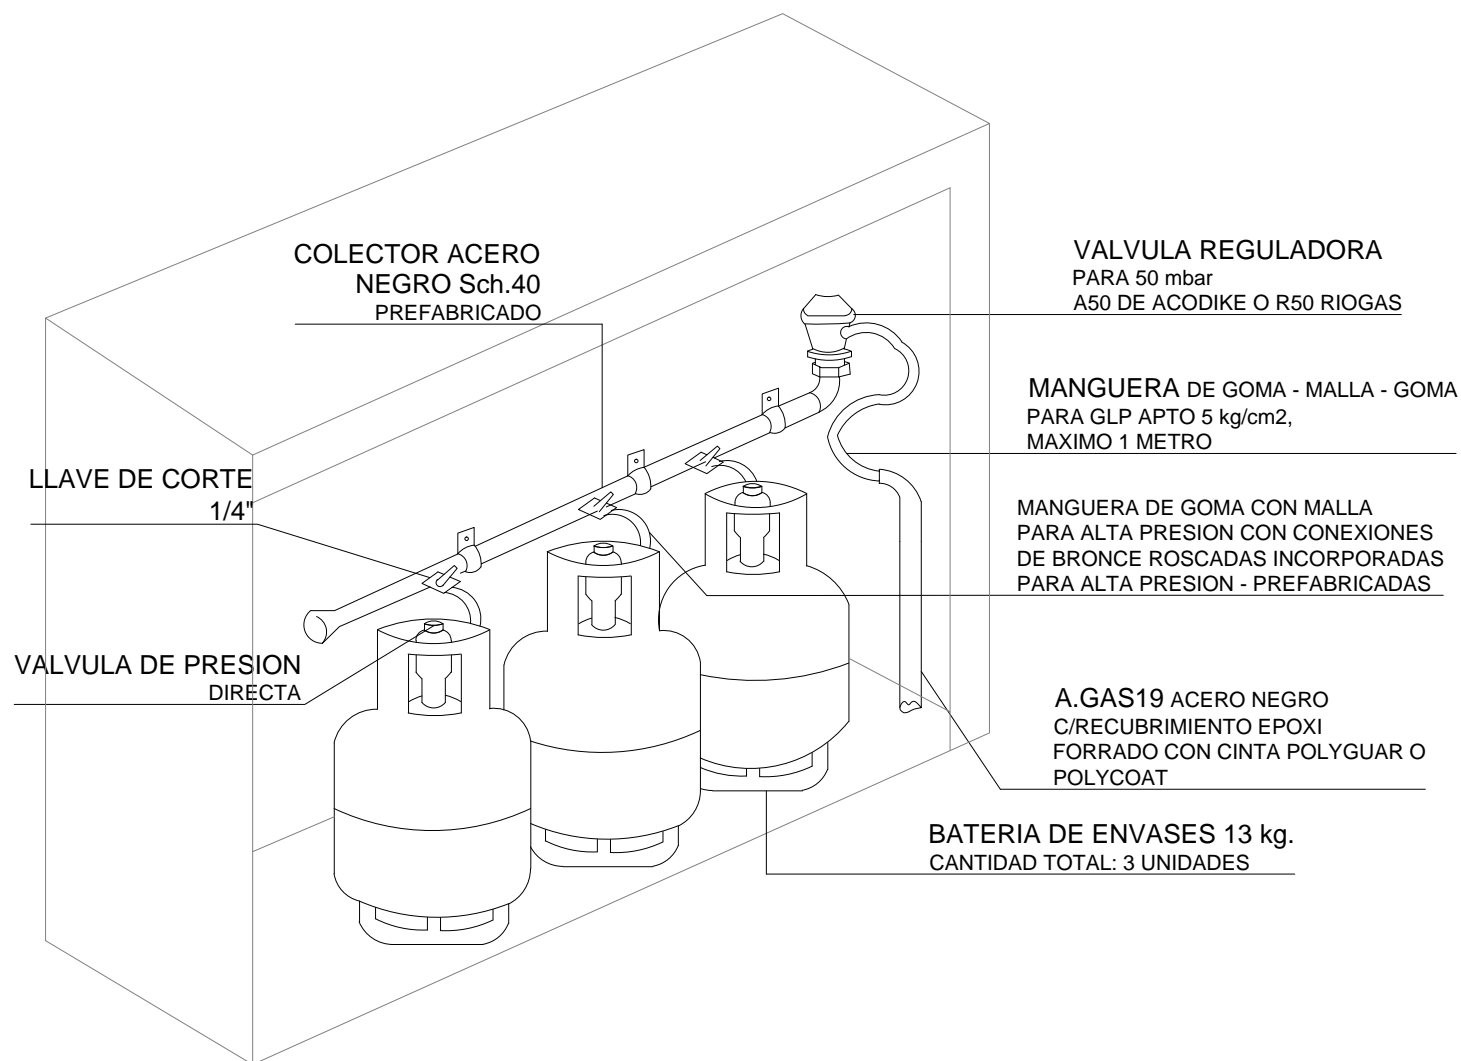 COLECTOR ACERO
NEGRO Sch.40
PREFABRICADO
VALVULA REGULADORA
PARA 50 mbar
A50 DE ACODIKE O R50 RIOGAS
MANGUERA DE GOMA - MALLA - GOMA
PARA GLP APTO 5 kg/cm2,
MAXIMO 1 METRO
LLAVE DE CORTE
1/4"
MANGUERA DE GOMA CON MALLA
PARA ALTA PRESION CON CONEXIONES
DE BRONCE ROSCADAS INCORPORADAS
PARA ALTA PRESION - PREFABRICADAS
VALVULA DE PRESION
DIRECTA
A.GAS19 ACERO NEGRO
C/RECUBRIMIENTO EPOXI
FORRADO CON CINTA POLYGUAR O
POLYCOAT
BATERIA DE ENVASES 13 kg.
CANTIDAD TOTAL: 3 UNIDADES